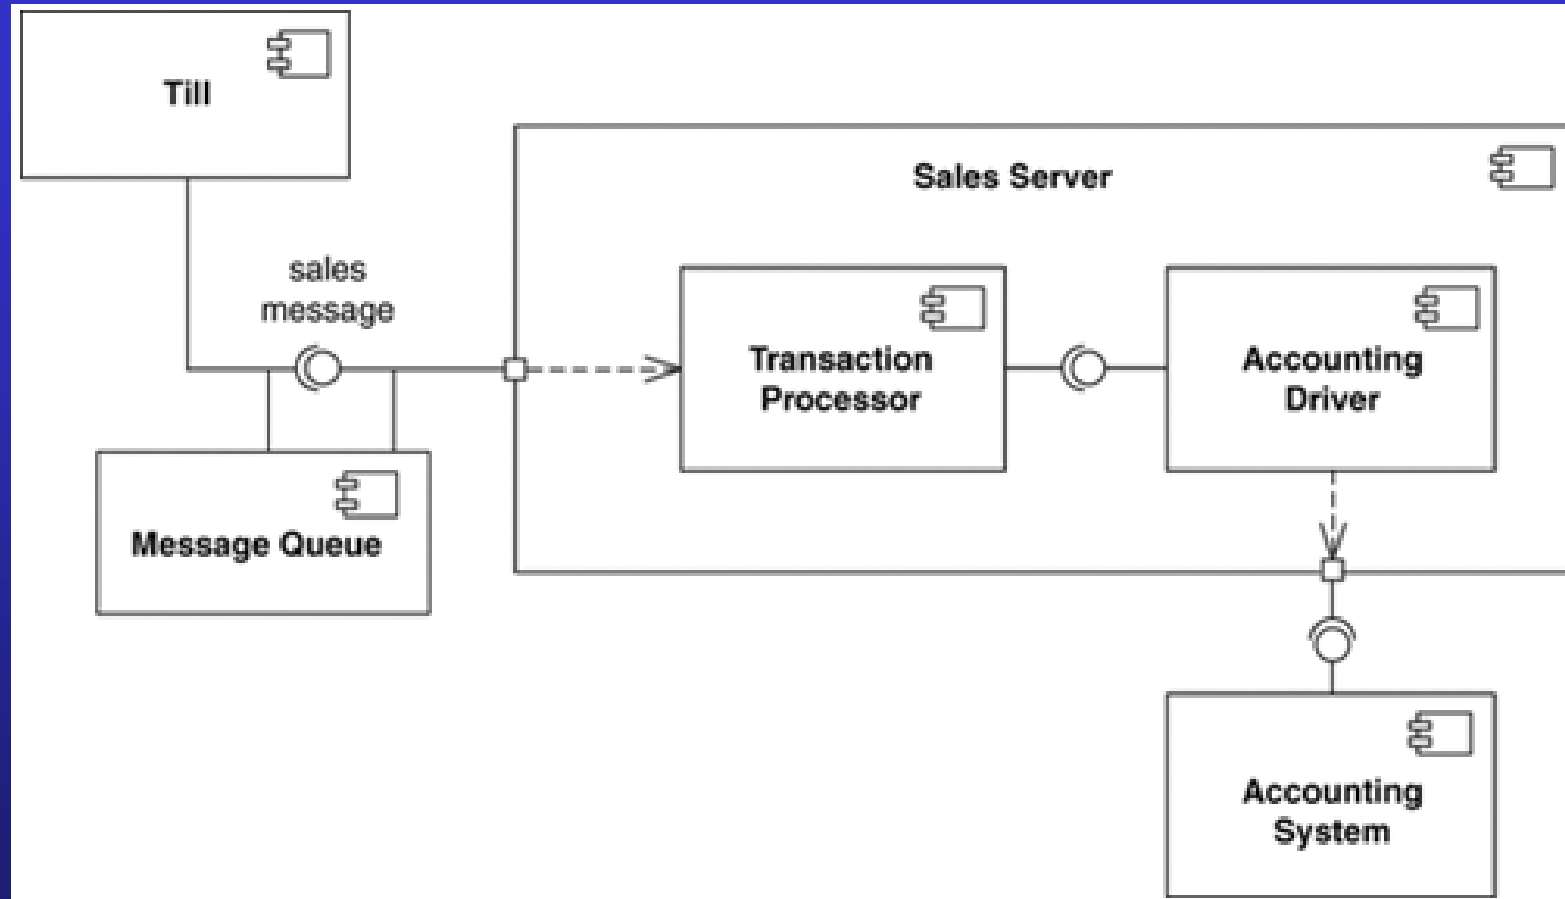 Till
Sales Server
sales
message
Transaction
Processor
Accounting
Driver
Message Queue
Accounting
System